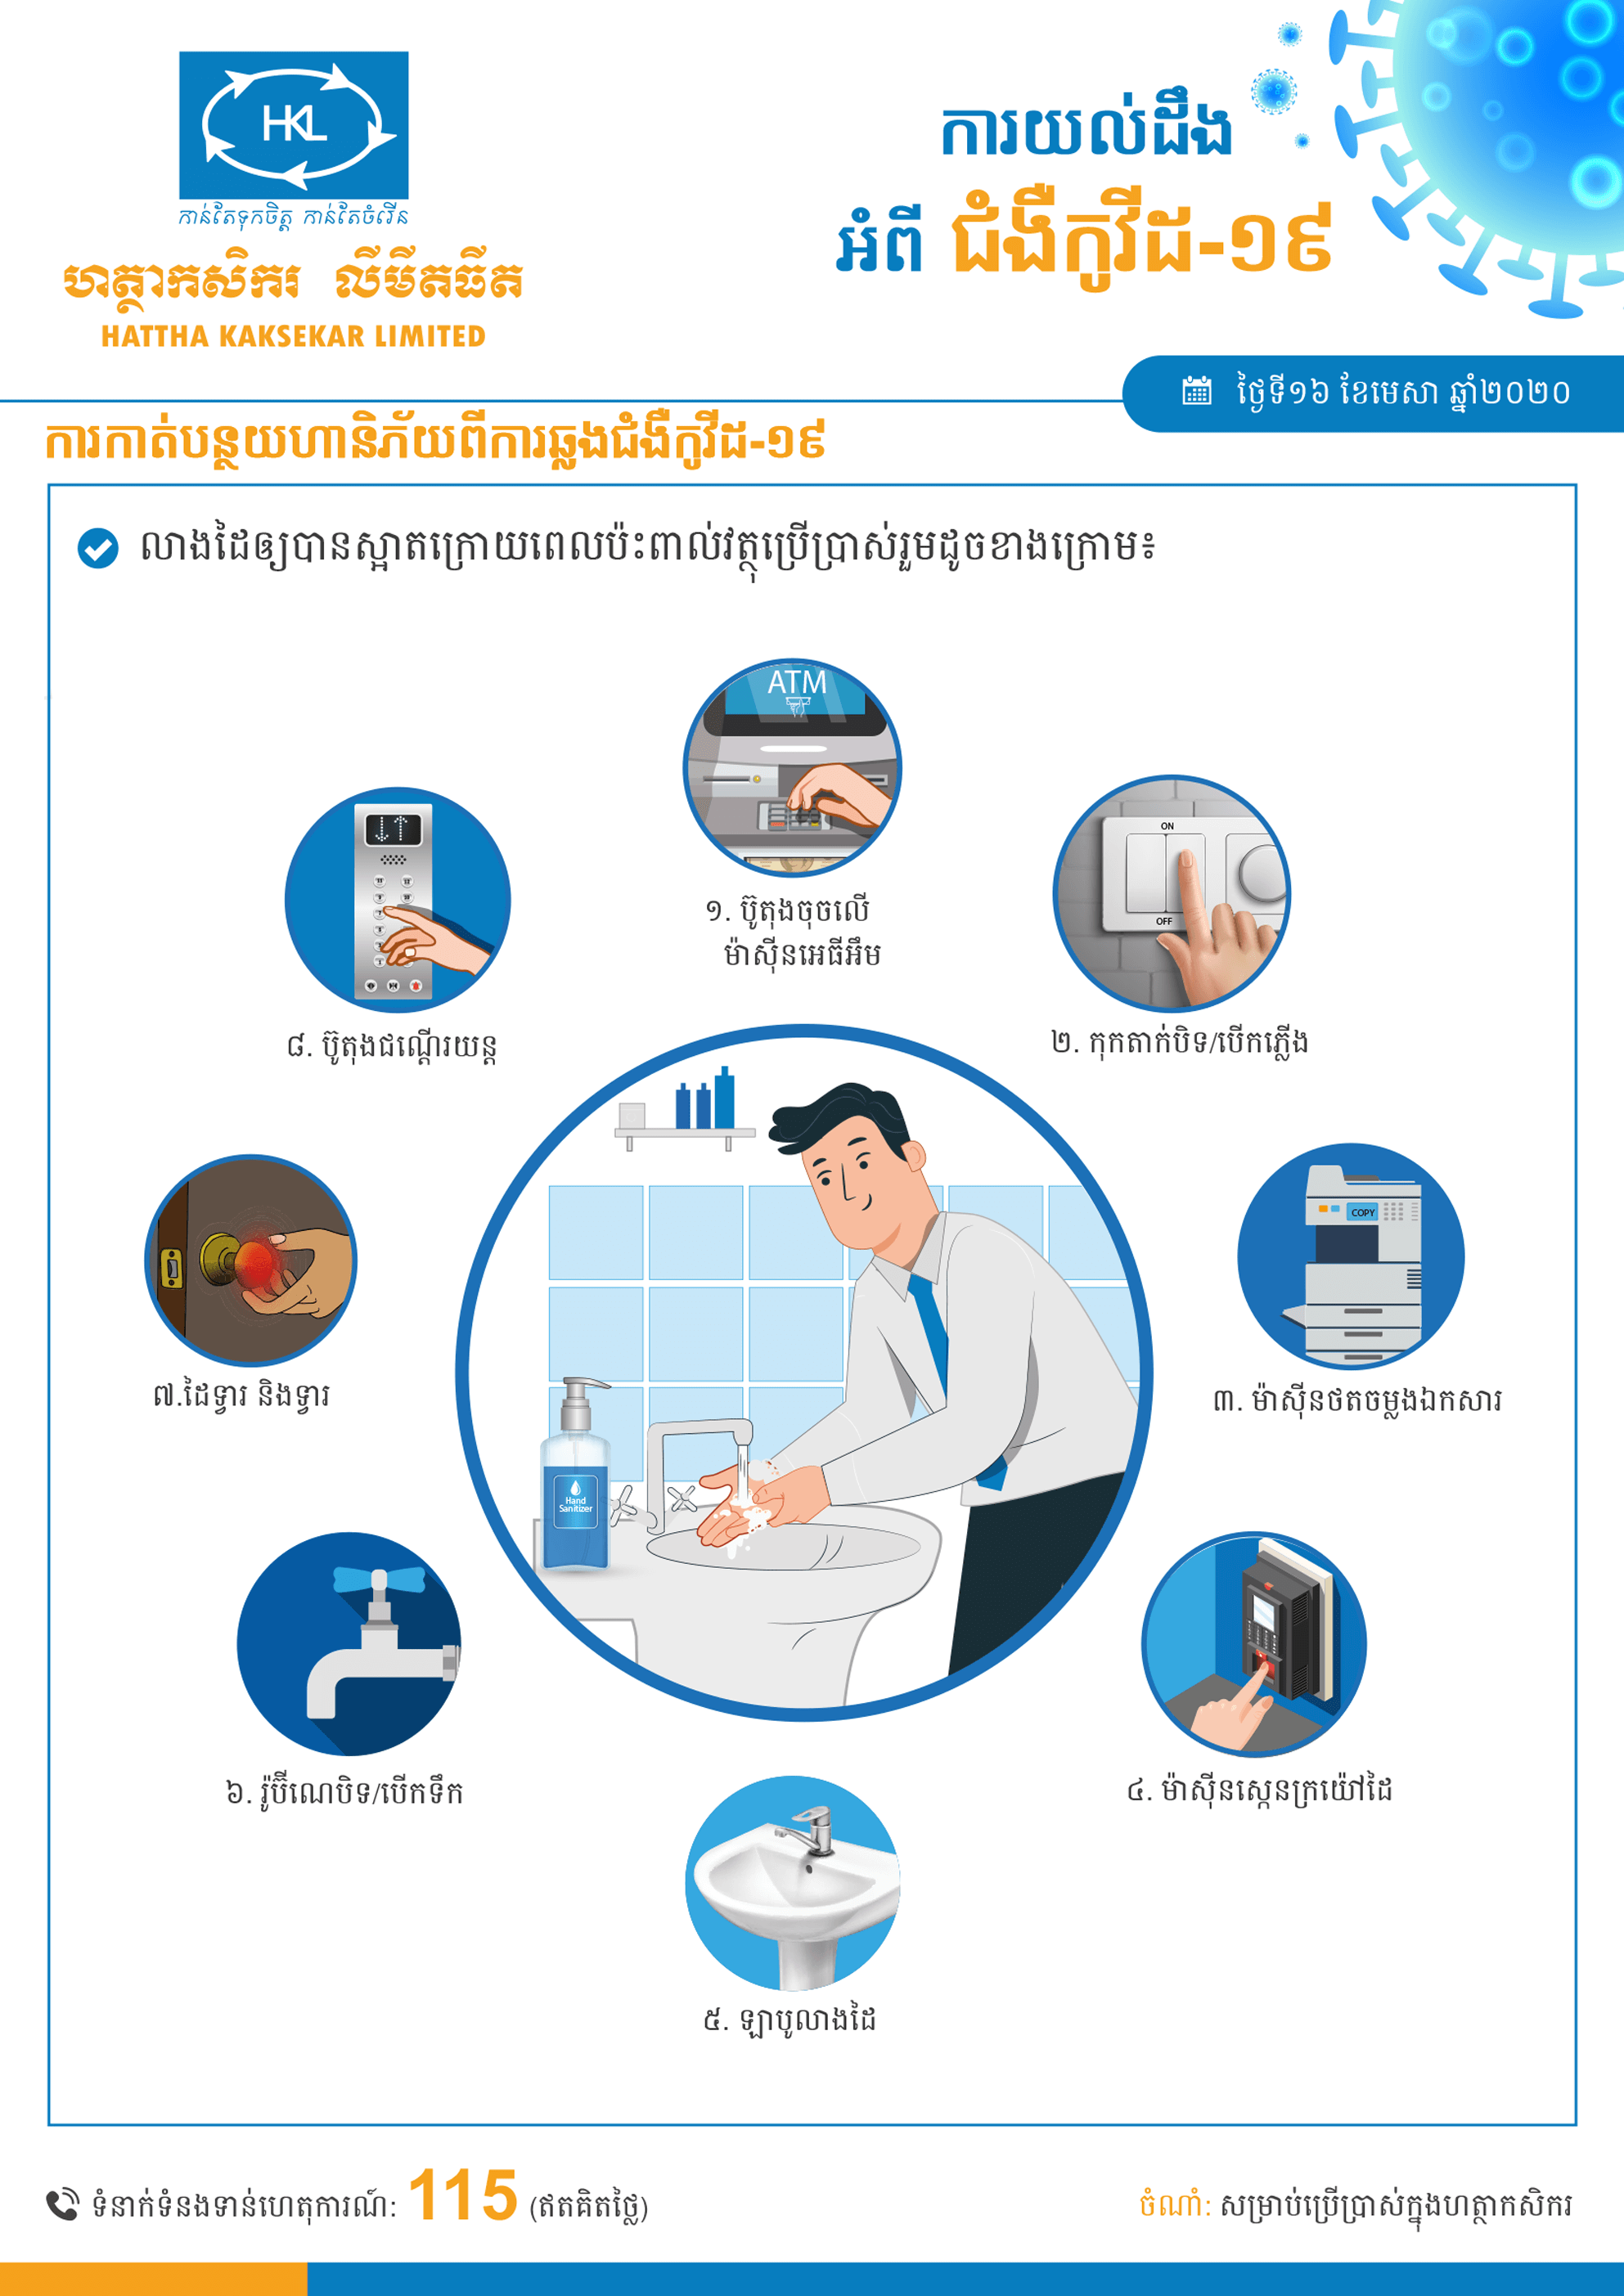 HKL
កាន់តែទុកចិត្ត កាន់តែចំរើន
ហត្ថាកសិករ លីមីតធីត
HATTHA KAKSEKAR LIMITED
ការយល់ដឹង
អំពី ជំងឺកូវីដ-១៩
ថ្ងៃទី១៦ ខែមេសា ឆ្នាំ២០២០
ការកាត់បន្ថយហានិភ័យពីការឆ្លងជំងឺកូវីដ-១៩
លាងដៃឲ្យបានស្អាតក្រោយពេលប៉ះពាល់វត្ថុប្រើប្រាស់រួមដូចខាងក្រោម៖
ATM
១. ប៊ូតុងចុចលើ
ម៉ាស៊ីនអេធីអឹម
ON
OFF
២. កុកតាក់បិទ/បើកភ្លើង
COPY
៣. ម៉ាស៊ីនថតចម្លងឯកសារ
៤. ម៉ាស៊ីនស្កេនក្រយ៉ៅដៃ
៥. ឡាបូលាងដៃ
៦. រ៉ូប៊ីណេបិទ/បើកទឹក
៧.ដៃទ្វារ និងទ្វារ
៨. ប៊ូតុងជណ្តើរយន្ត
Hand
Sanitizer
ទំនាក់ទំនងទាន់ហេតុការណ៍: 115 (ឥតគិតថ្លៃ)
ចំណាំ: សម្រាប់ប្រើប្រាស់ក្នុងហត្ថាកសិករ